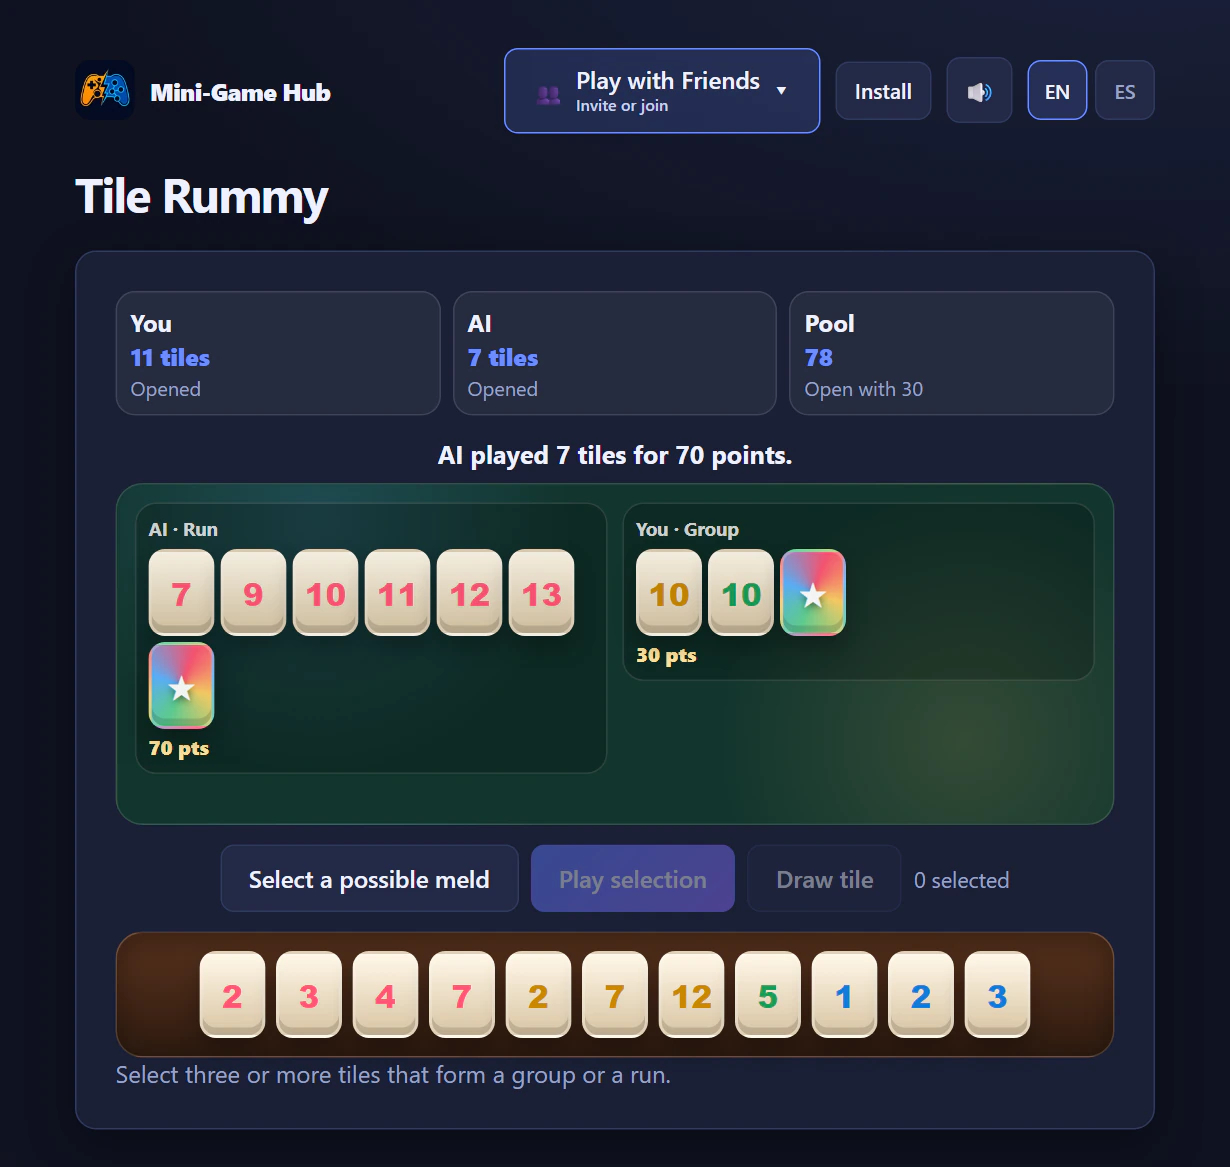 Mini-Game Hub
Play with Friends ▼
Invite or join
Install
EN
ES
Tile Rummy
You
11 tiles
Opened
AI
7 tiles
Opened
Pool
78
Open with 30
AI played 7 tiles for 70 points.
AI · Run
7 9 10 11 12 13
★
70 pts
You · Group
10 10 ★
30 pts
Select a possible meld
Play selection
Draw tile
0 selected
2 3 4 7 2 7 12 5 1 2 3
Select three or more tiles that form a group or a run.